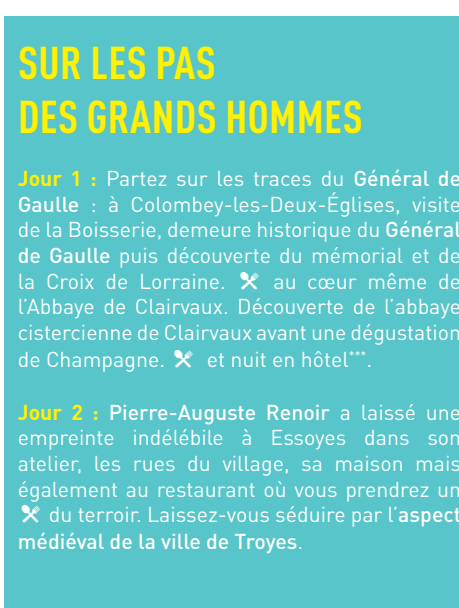 SUR LES PAS
DES GRANDS HOMMES
Jour 1 : Partez sur les traces du Général de
Gaulle : à Colombey-les-Deux-Églises, visite
de la Boisserie, demeure historique du Général
de Gaulle puis découverte du mémorial et de
la Croix de Lorraine. au cœur même de
l’Abbaye de Clairvaux. Découverte de l’abbaye
cistercienne de Clairvaux avant une dégustation
de Champagne. et nuit en hôtel***.
Jour 2 : Pierre-Auguste Renoir a laissé une
empreinte indélébile à Essoyes dans son
atelier, les rues du village, sa maison mais
également au restaurant où vous prendrez un
du terroir. Laissez-vous séduire par l’aspect
médiéval de la ville de Troyes.